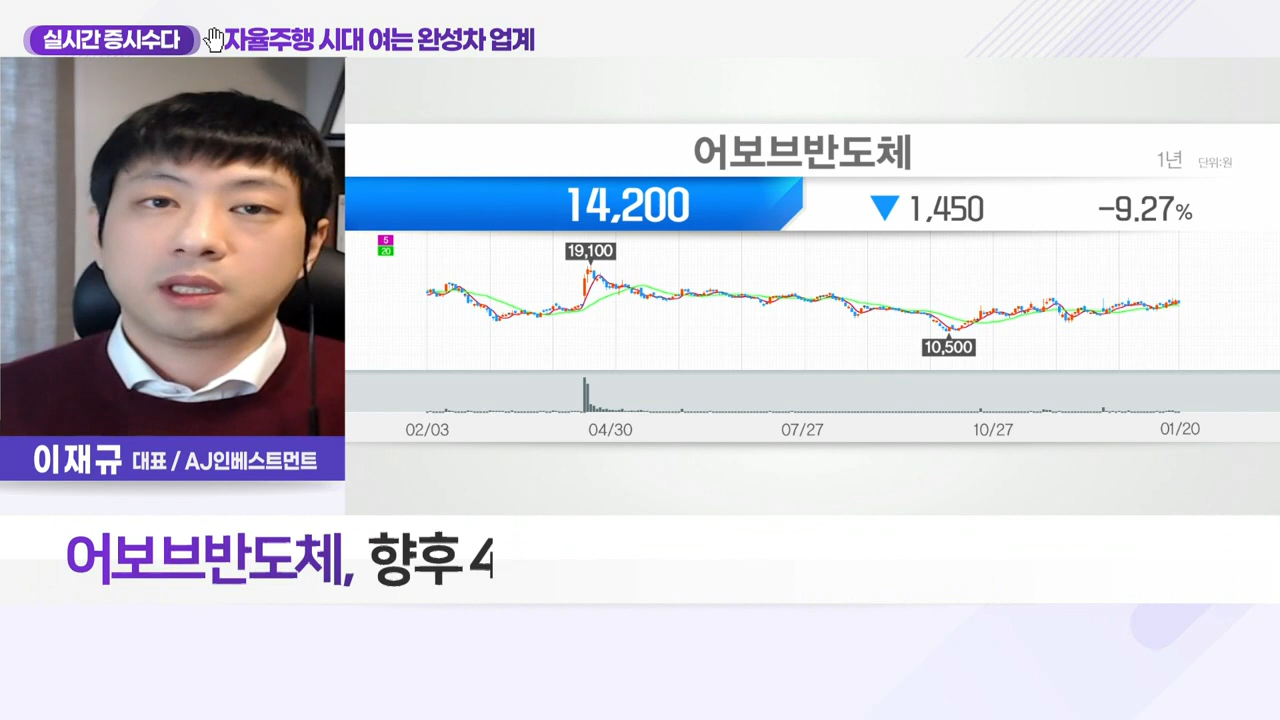 실시간 증시수다 자율주행 시대 여는 완성차 업계
어보브반도체
1년 단위:원
14,200 ▼ 1,450 -9.27%
5
20
19,100
10,500
02/03 04/30 07/27 10/27 01/20
이재규 대표 / AJ인베스트먼트
어보브반도체, 향후 4